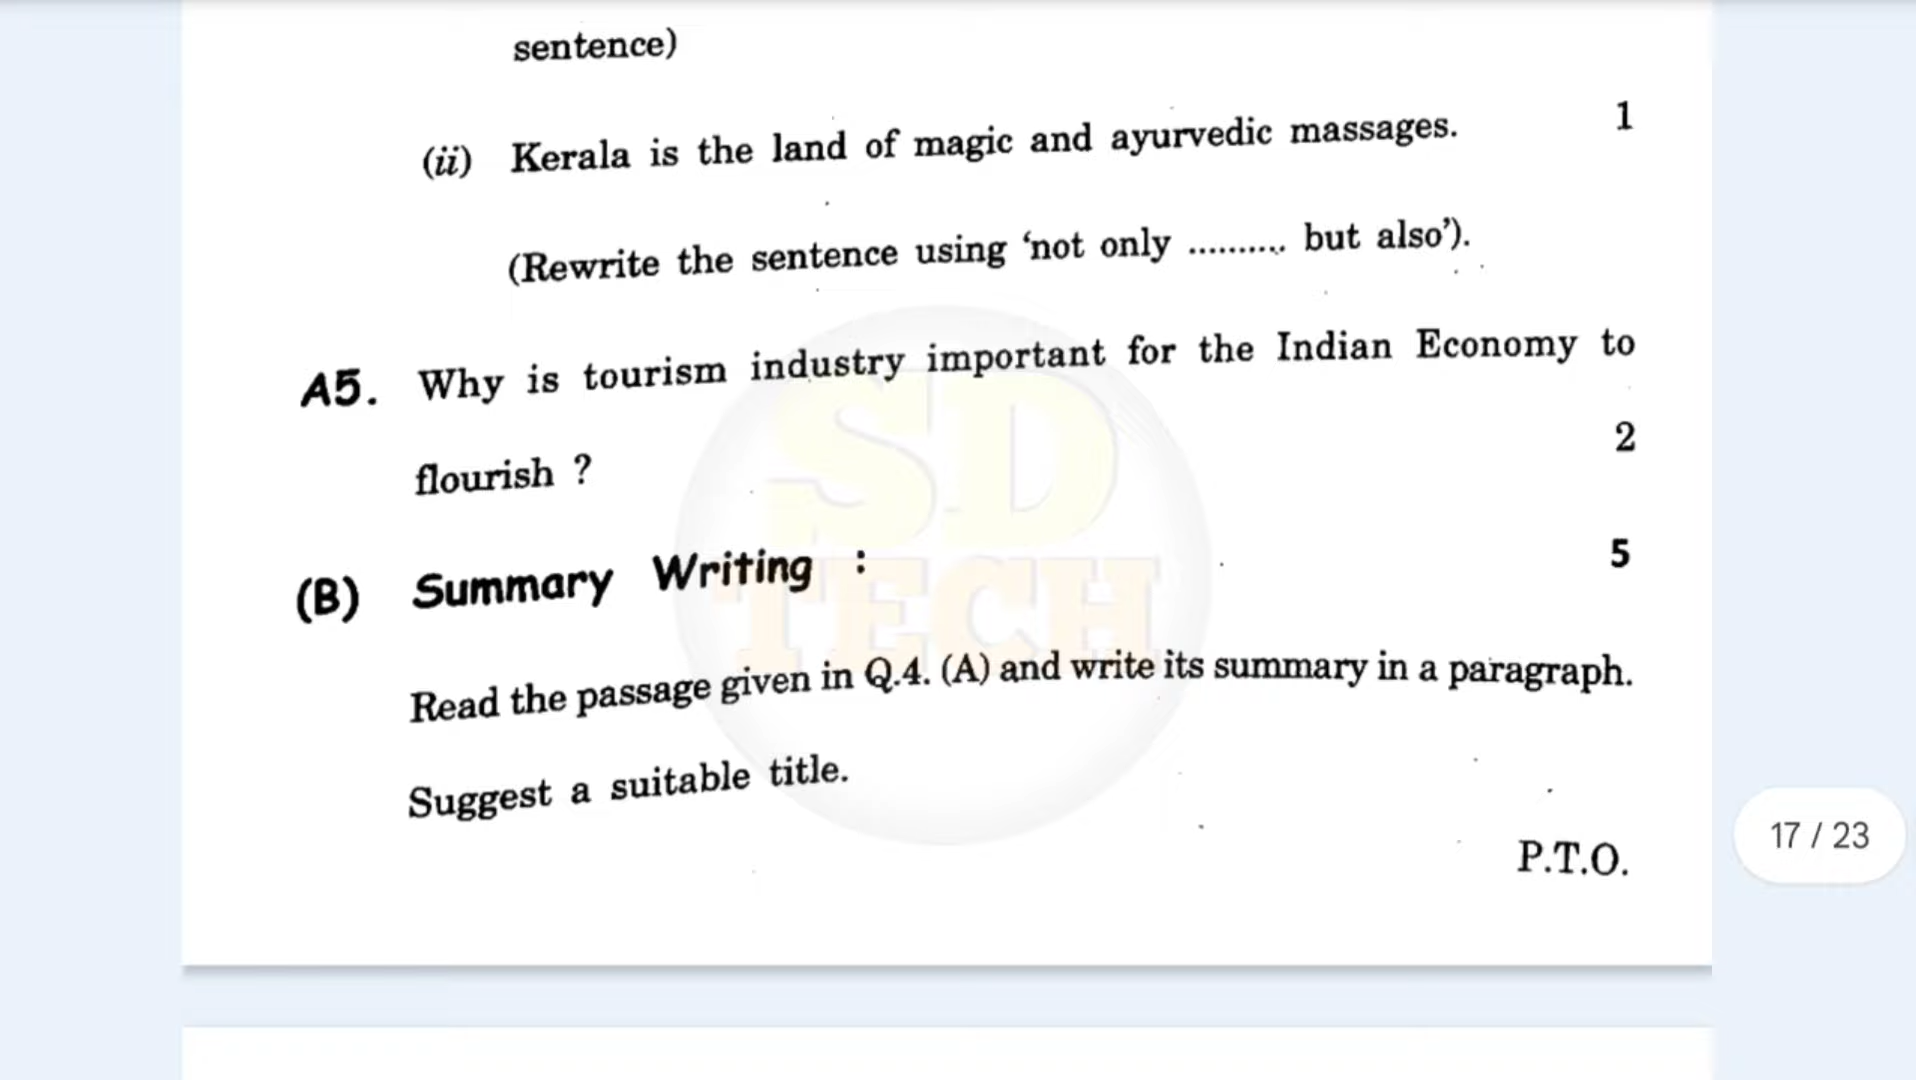 sentence)
(ii) Kerala is the land of magic and ayurvedic massages. 1
(Rewrite the sentence using ‘not only .......... but also’).
A5. Why is tourism industry important for the Indian Economy to
flourish ? 2
(B) Summary Writing : 5
Read the passage given in Q.4. (A) and write its summary in a paragraph.
Suggest a suitable title.
P.T.O.
17 / 23
SD
TECH